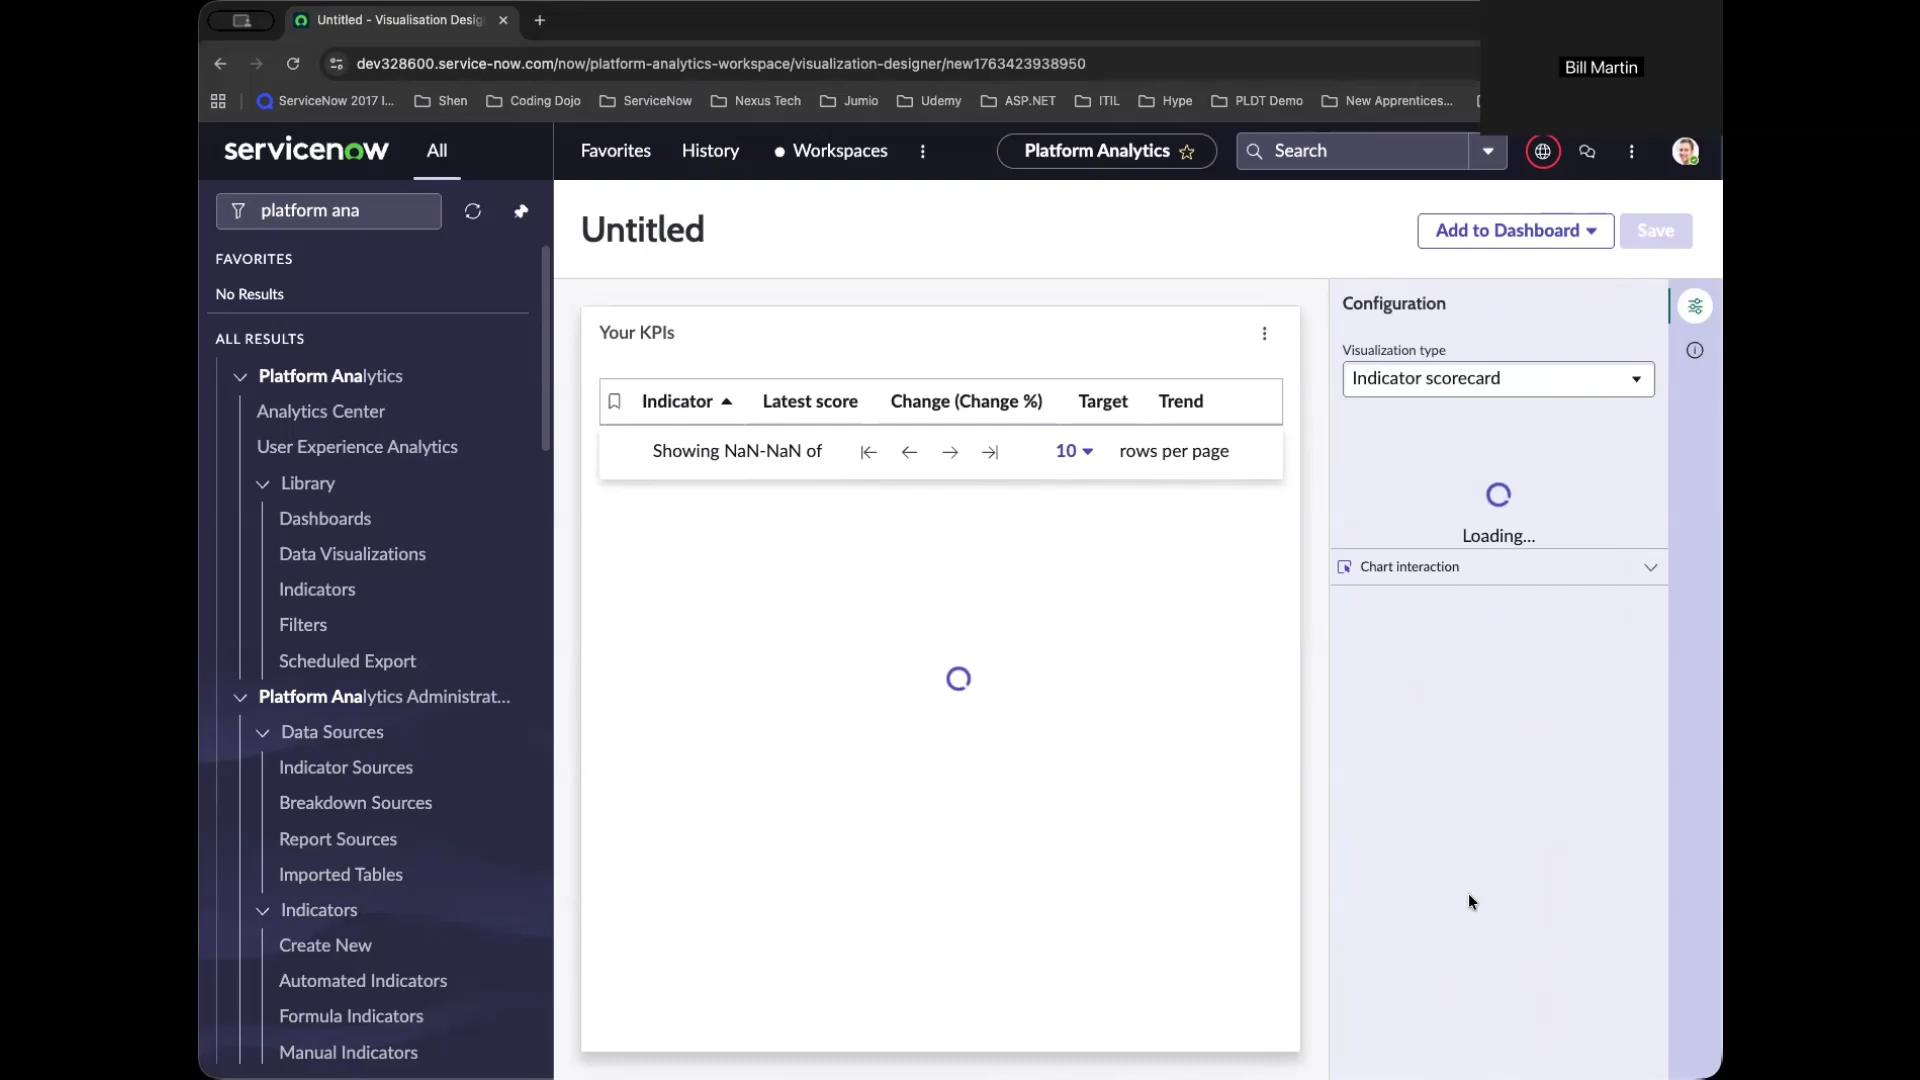 Untitled - Visualisation Desig
dev328600.service-now.com/now/platform-analytics-workspace/visualization-designer/new1763423938950
Bill Martin
ServiceNow 2017 I...
Shen
Coding Dojo
ServiceNow
Nexus Tech
Jumio
Udemy
ASP.NET
ITIL
Hype
PLDT Demo
New Apprentices...
servicenow
All
Favorites
History
Workspaces
Platform Analytics
Search
platform ana
FAVORITES
No Results
ALL RESULTS
Platform Analytics
Analytics Center
User Experience Analytics
Library
Dashboards
Data Visualizations
Indicators
Filters
Scheduled Export
Platform Analytics Administrat...
Data Sources
Indicator Sources
Breakdown Sources
Report Sources
Imported Tables
Indicators
Create New
Automated Indicators
Formula Indicators
Manual Indicators
Untitled
Add to Dashboard
Save
Your KPIs
Indicator
Latest score
Change (Change %)
Target
Trend
Showing NaN-NaN of
10
rows per page
Configuration
Visualization type
Indicator scorecard
Loading...
Chart interaction